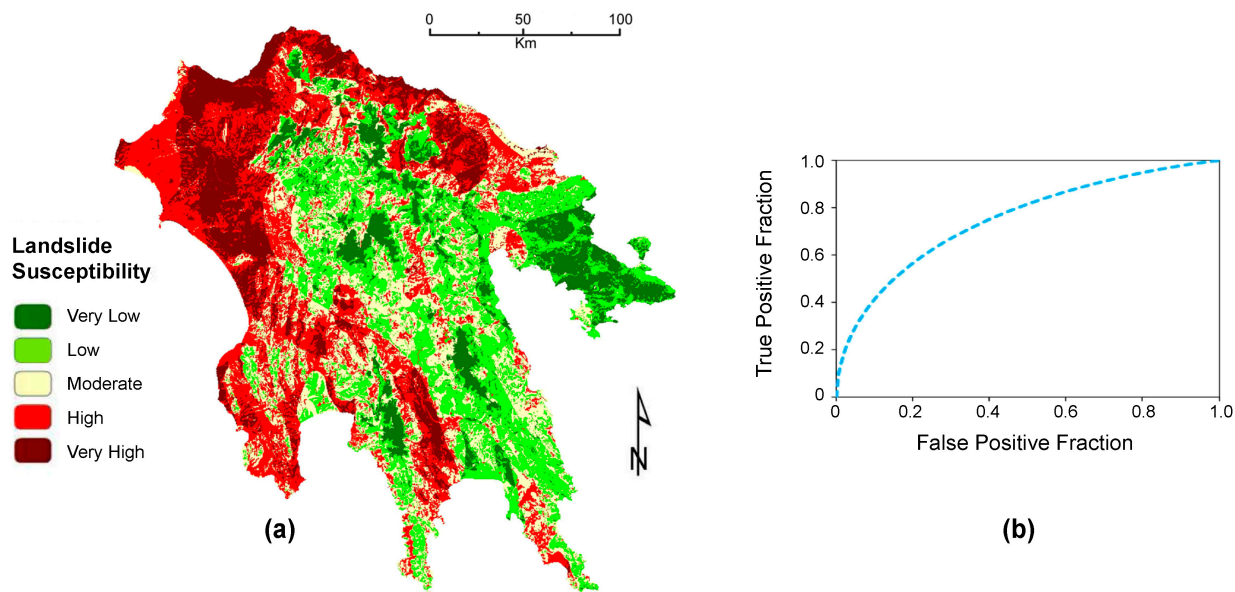 0 50 100
Km
Landslide
Susceptibility
Very Low
Low
Moderate
High
Very High
N
(a)
True Positive Fraction
1.0
0.8
0.6
0.4
0.2
0
0 0.2 0.4 0.6 0.8 1.0
False Positive Fraction
(b)